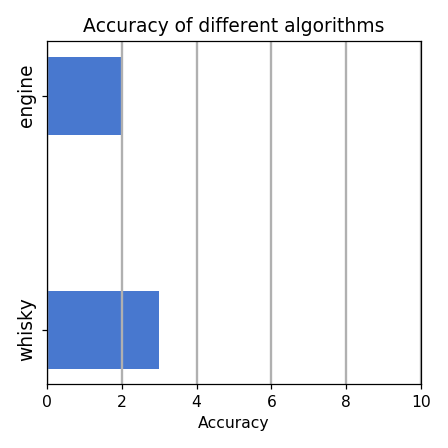 Accuracy of different algorithms
engine
whisky
0 2 4 6 8 10
Accuracy